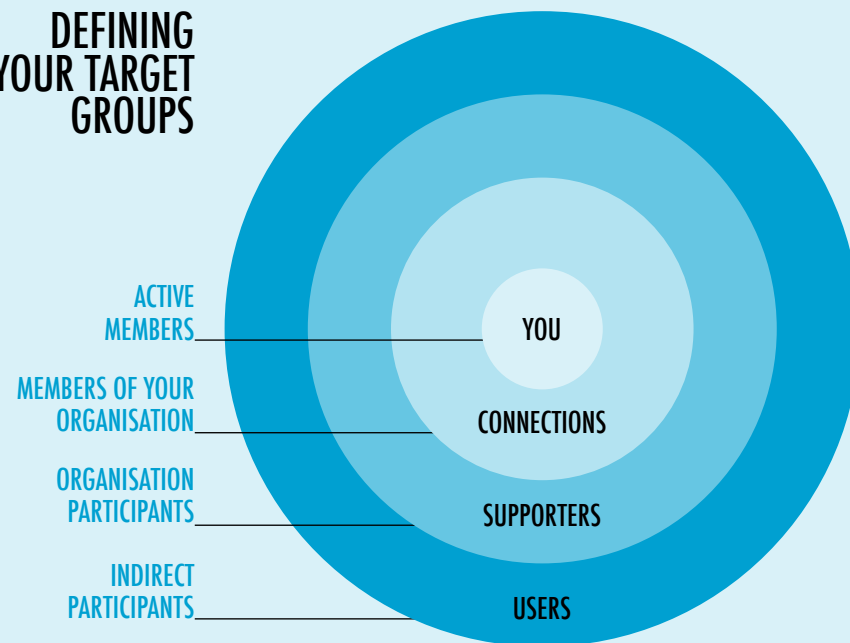 DEFINING
YOUR TARGET
GROUPS
ACTIVE
MEMBERS
YOU
MEMBERS OF YOUR
ORGANISATION
CONNECTIONS
ORGANISATION
PARTICIPANTS
SUPPORTERS
INDIRECT
PARTICIPANTS
USERS